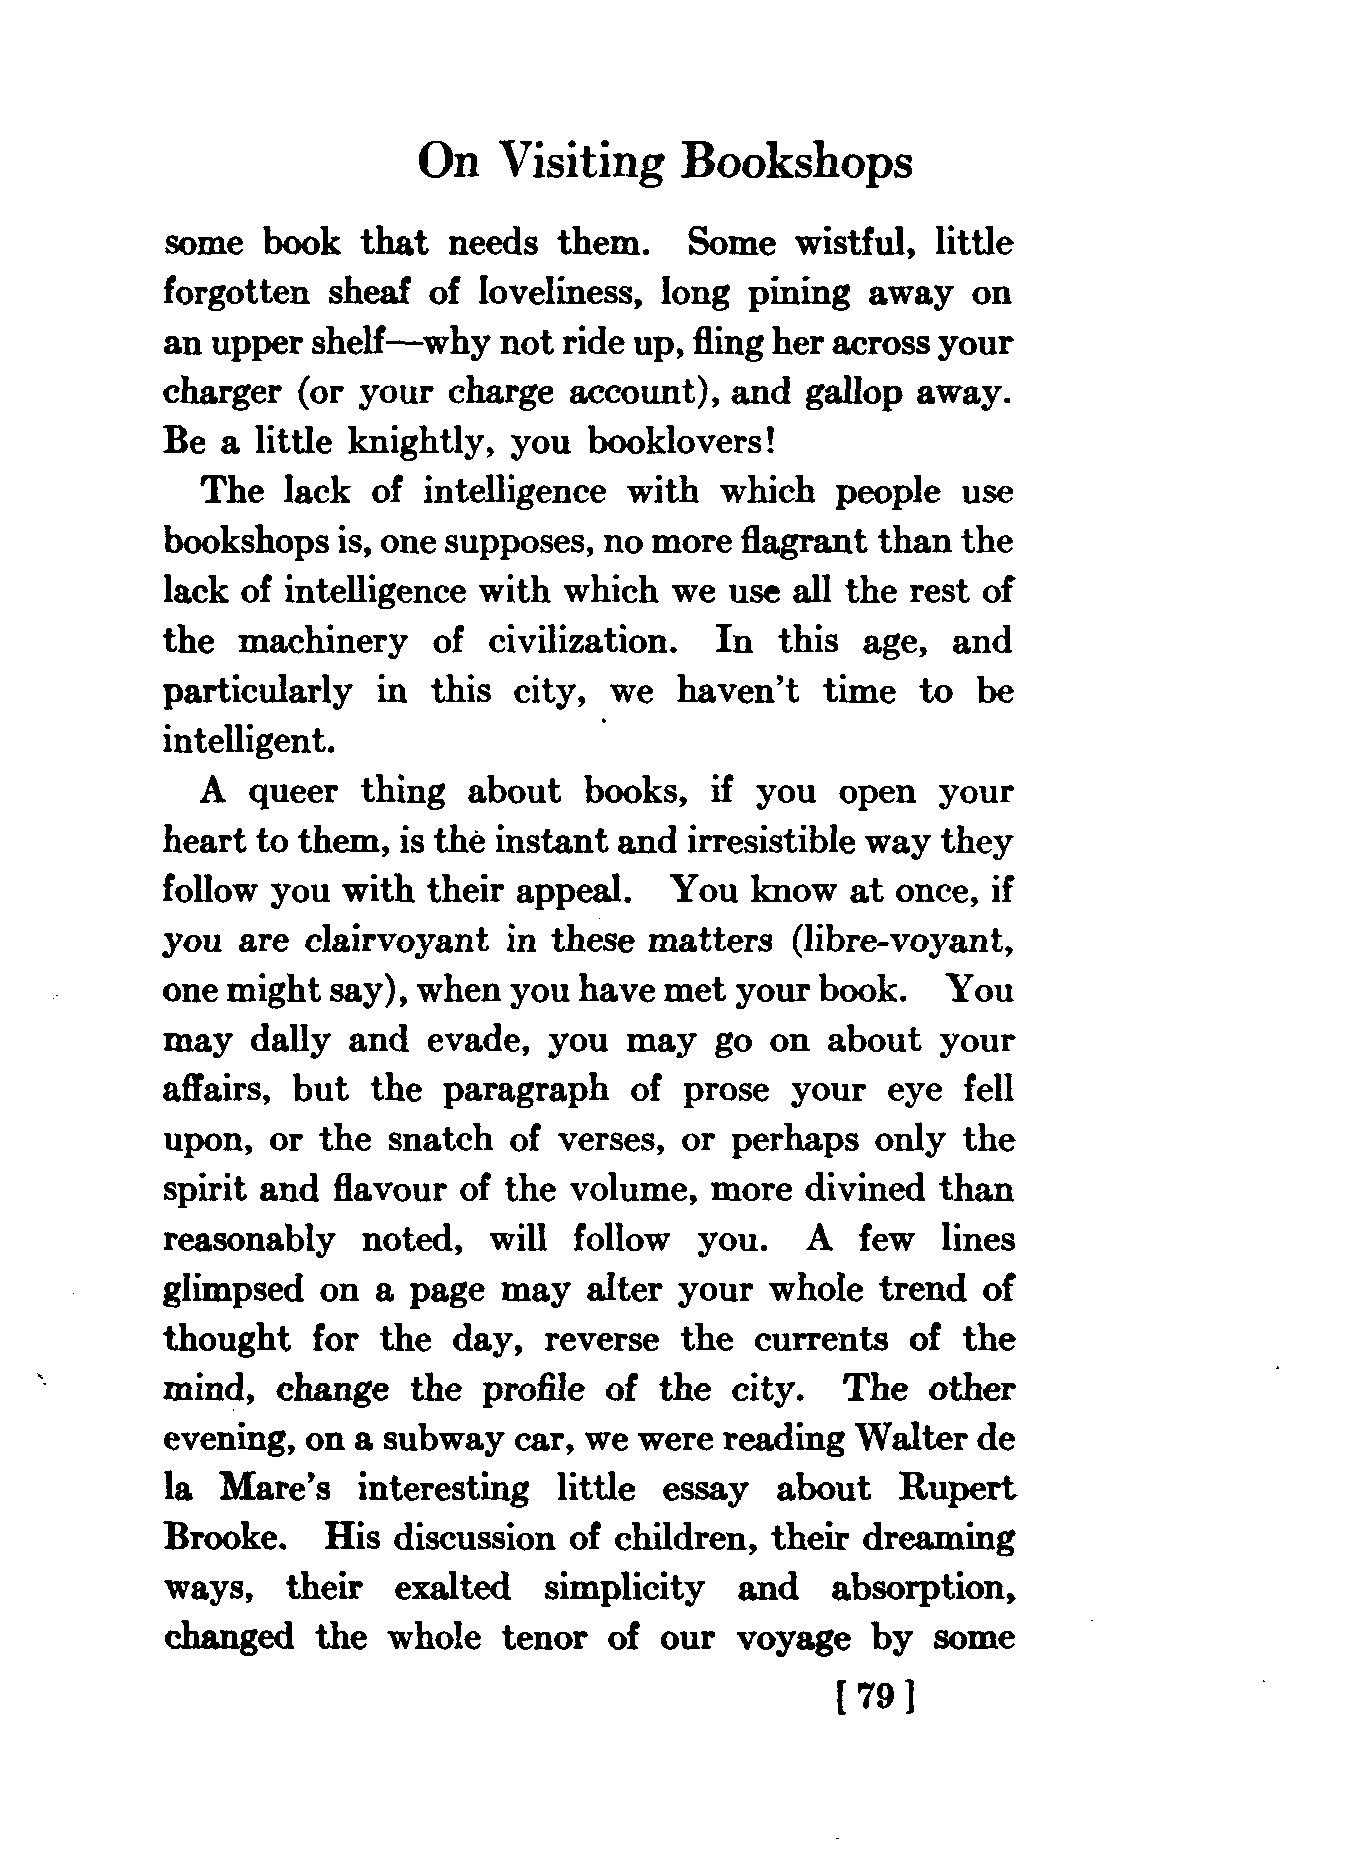 On Visiting Bookshops
some book that needs them. Some wistful, little
forgotten sheaf of loveliness, long pining away on
an upper shelf—why not ride up, fling her across your
charger (or your charge account), and gallop away.
Be a little knightly, you booklovers!
The lack of intelligence with which people use
bookshops is, one supposes, no more flagrant than the
lack of intelligence with which we use all the rest of
the machinery of civilization. In this age, and
particularly in this city, we haven't time to be
intelligent.
A queer thing about books, if you open your
heart to them, is the instant and irresistible way they
follow you with their appeal. You know at once, if
you are clairvoyant in these matters (libre-voyant,
one might say), when you have met your book. You
may dally and evade, you may go on about your
affairs, but the paragraph of prose your eye fell
upon, or the snatch of verses, or perhaps only the
spirit and flavour of the volume, more divined than
reasonably noted, will follow you. A few lines
glimpsed on a page may alter your whole trend of
thought for the day, reverse the currents of the
mind, change the profile of the city. The other
evening, on a subway car, we were reading Walter de
la Mare's interesting little essay about Rupert
Brooke. His discussion of children, their dreaming
ways, their exalted simplicity and absorption,
changed the whole tenor of our voyage by some
[ 79 ]